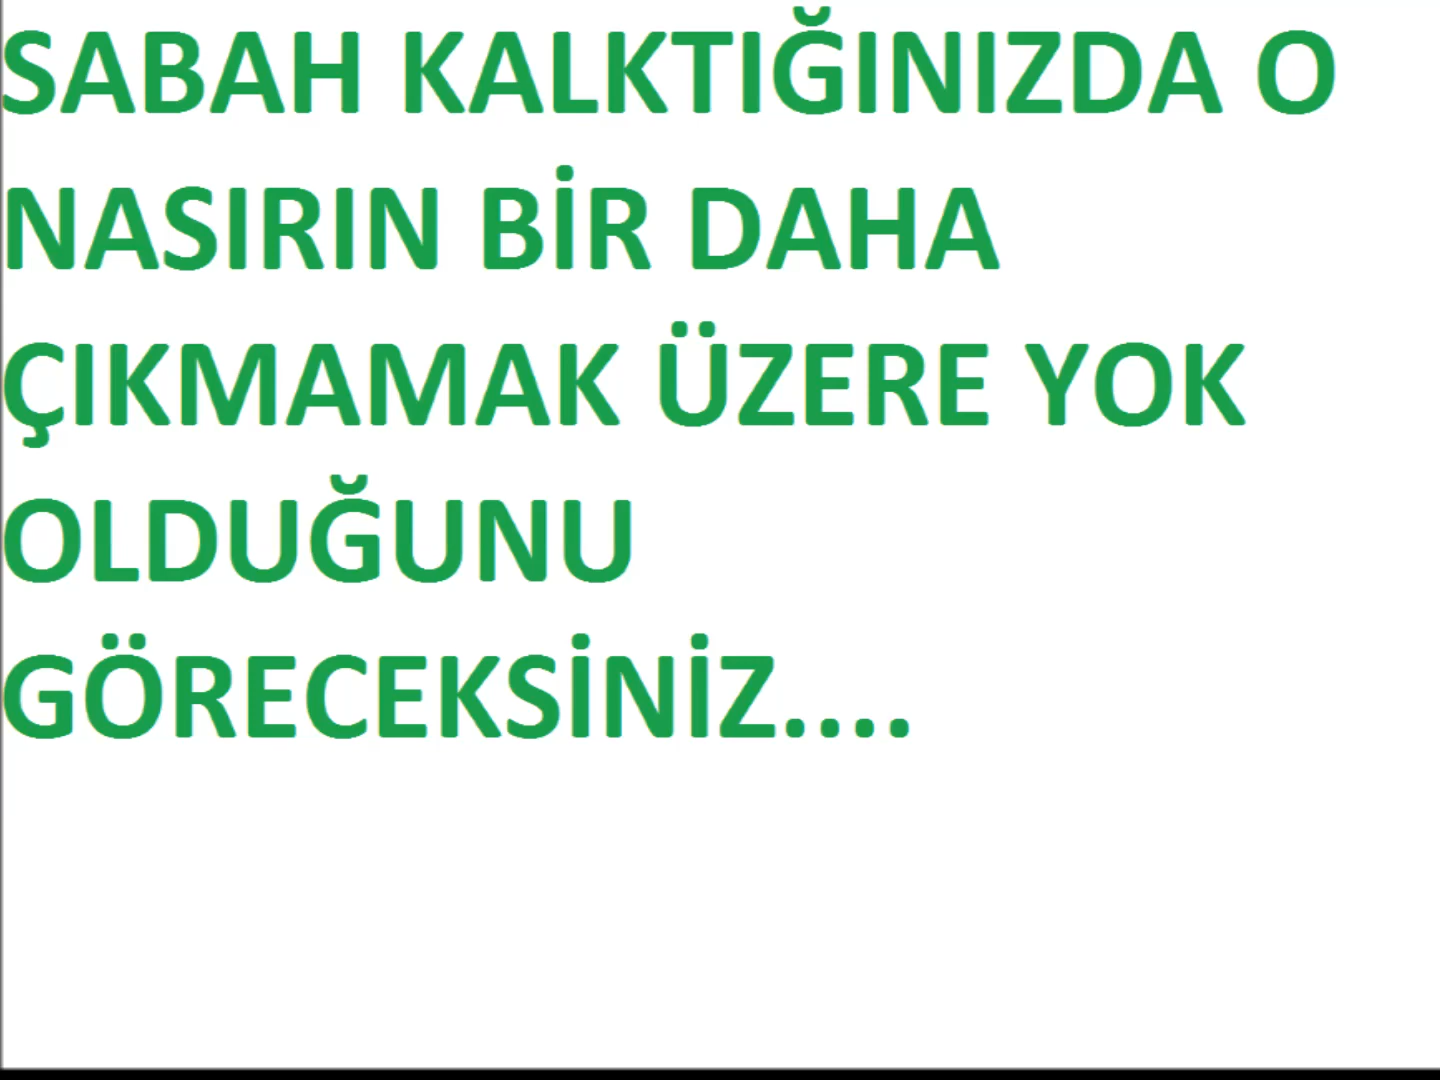 SABAH KALKTIĞINIZDA O
NASIRIN BİR DAHA
ÇIKMAMAK ÜZERE YOK
OLDUĞUNU
GÖRECEKSİNİZ....